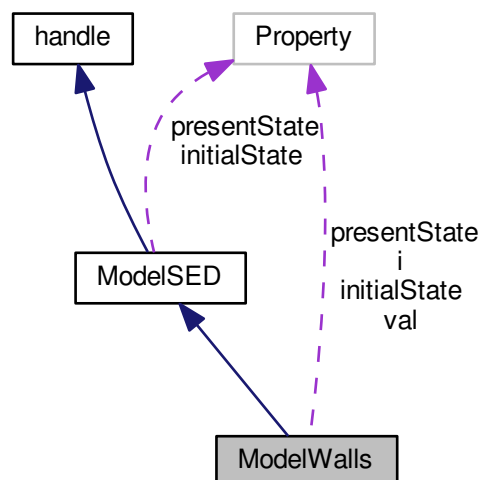 handle
Property
presentState
initialState
presentState
i
initialState
val
ModelSED
ModelWalls